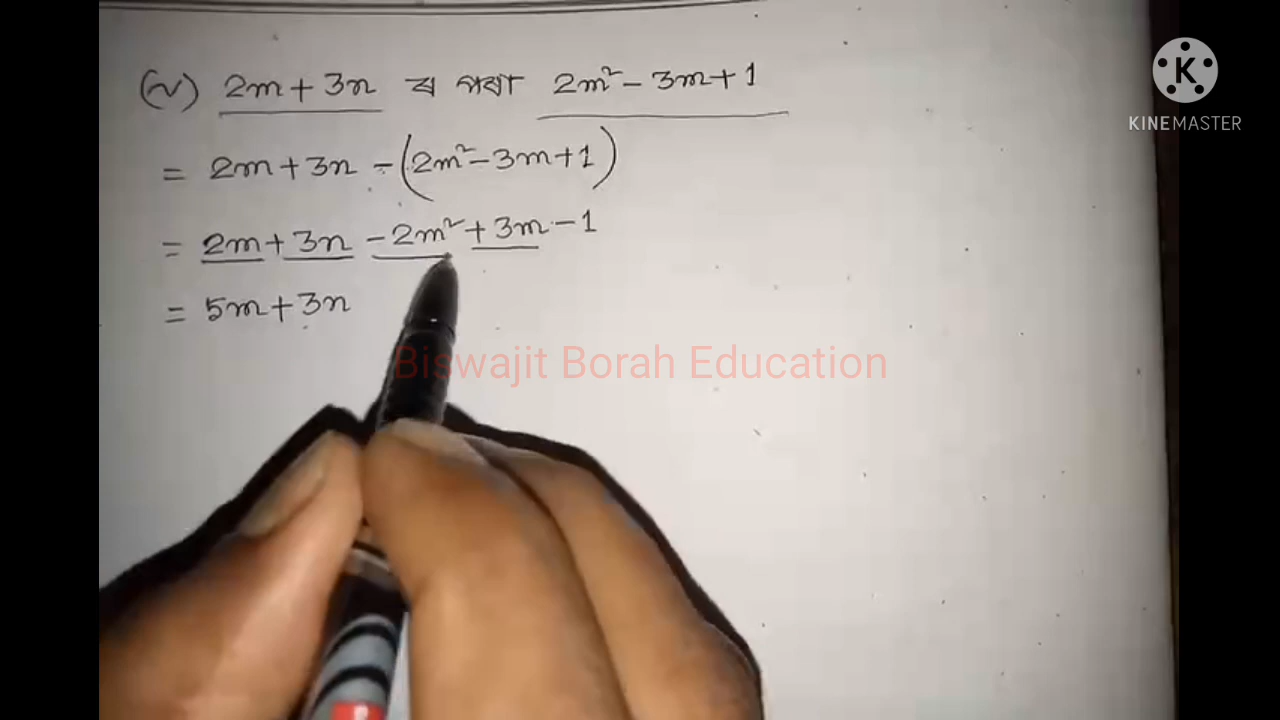 (ৰ) 2m + 3n ৰ পৰা 2m² - 3m + 1
= 2m + 3n - (2m² - 3m + 1)
= 2m + 3n - 2m² + 3m - 1
= 5m + 3n
Biswajit Borah Education
K
KINEMASTER